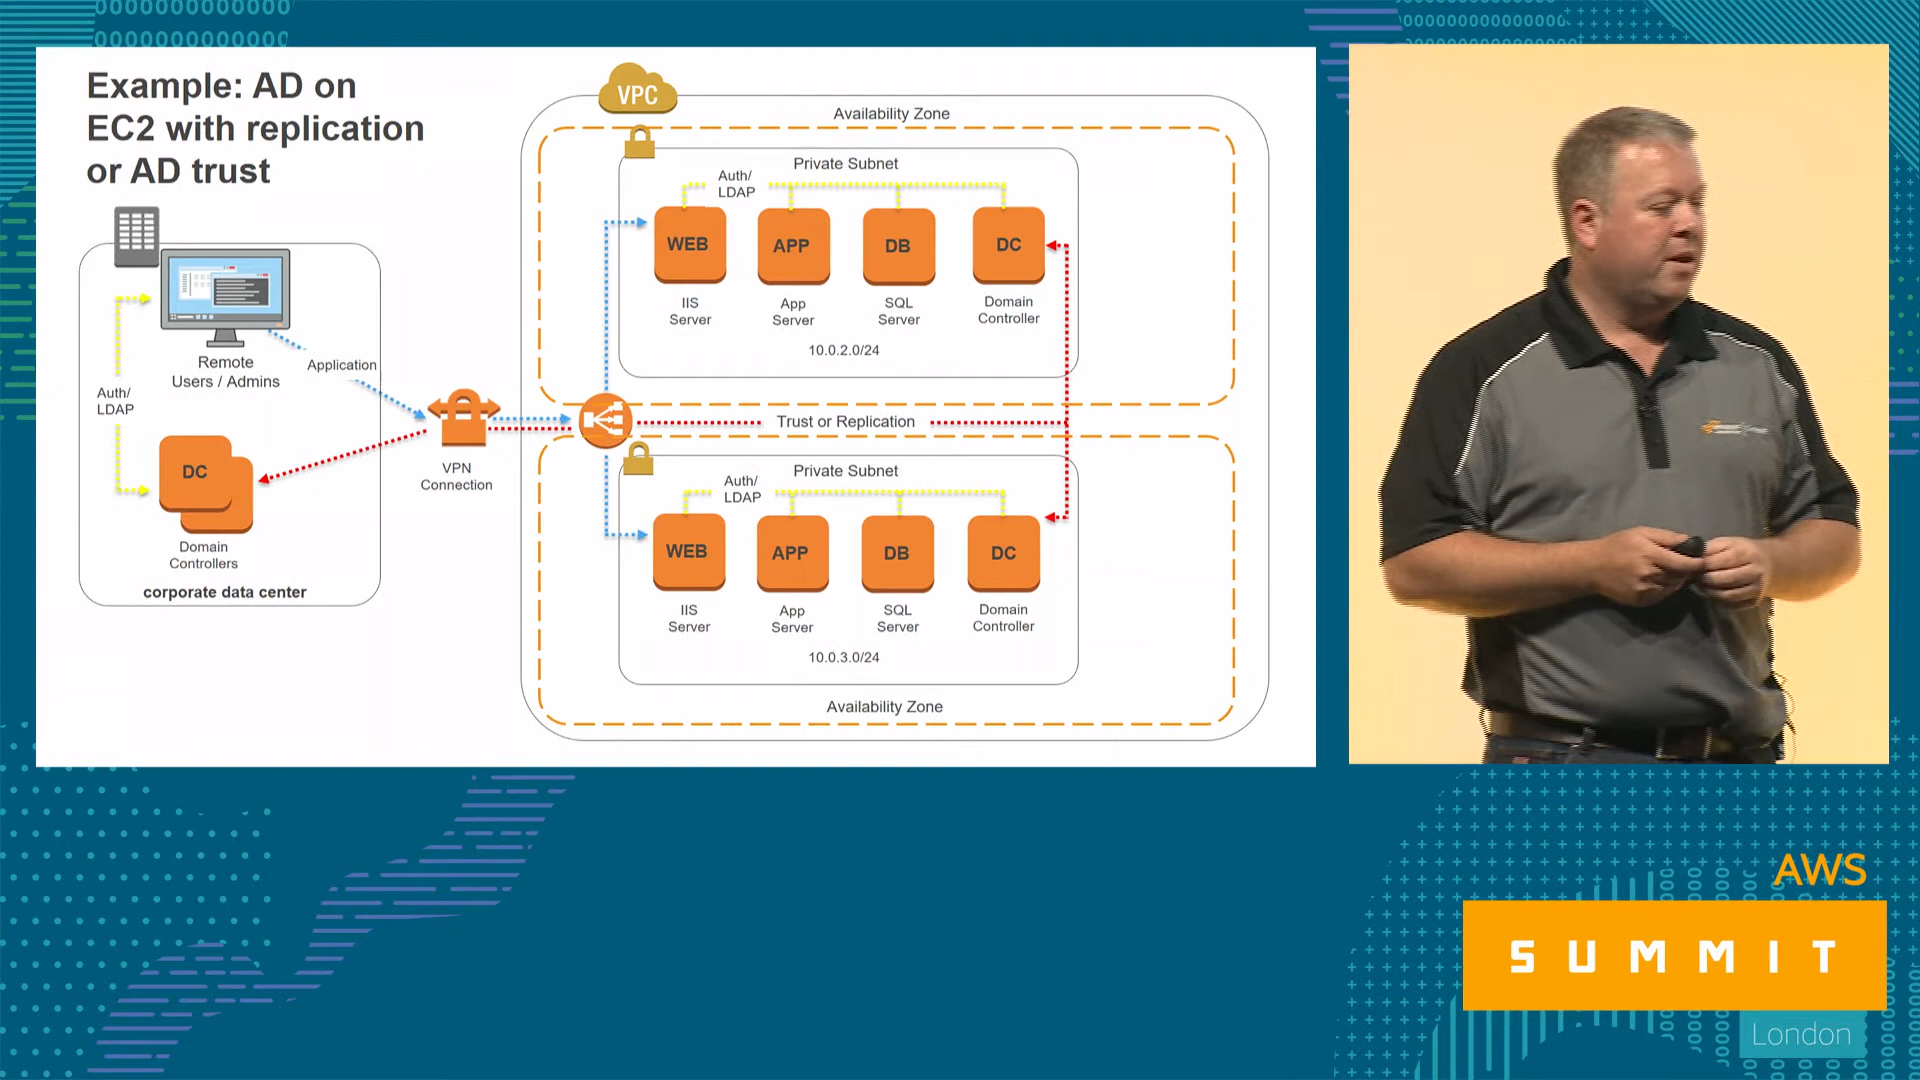 Example: AD on
EC2 with replication
or AD trust
VPC
Availability Zone
Private Subnet
Auth/
LDAP
WEB
APP
DB
DC
IIS
Server
App
Server
SQL
Server
Domain
Controller
10.0.2.0/24
Remote
Users / Admins
Application
Auth/
LDAP
DC
Domain
Controllers
corporate data center
VPN
Connection
Trust or Replication
Private Subnet
Auth/
LDAP
WEB
APP
DB
DC
IIS
Server
App
Server
SQL
Server
Domain
Controller
10.0.3.0/24
Availability Zone
AWS
SUMMIT
London